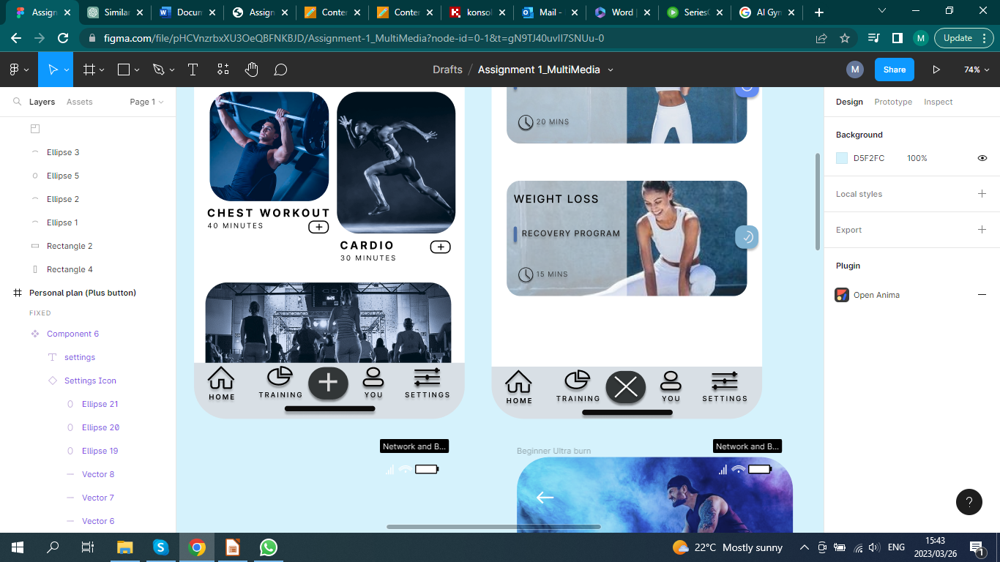 Assign
Similar
Docum
Assign
Conter
Conter
konsol
Mail -
Word
Series
AI Gym
figma.com/file/pHCVnzrbxXU3OeQBFNKBJD/Assignment-1_MultiMedia?node-id=0-1&t=gN9TJ40uvlI7SNUu-0
M
Update
Drafts / Assignment 1_MultiMedia
M
Share
74%
Layers
Assets
Page 1
Ellipse 3
Ellipse 5
Ellipse 2
Ellipse 1
Rectangle 2
Rectangle 4
Personal plan (Plus button)
FIXED
Component 6
settings
Settings Icon
Ellipse 21
Ellipse 20
Ellipse 19
Vector 8
Vector 7
Vector 6
CHEST WORKOUT
40 MINUTES
CARDIO
30 MINUTES
HOME
TRAINING
YOU
SETTINGS
20 MINS
WEIGHT LOSS
RECOVERY PROGRAM
15 MINS
HOME
TRAINING
YOU
SETTINGS
Network and B...
Beginner Ultra burn
Network and B...
Design
Prototype
Inspect
Background
D5F2FC
100%
Local styles
Export
Plugin
Open Anima
?
22°C Mostly sunny
ENG
15:43
2023/03/26
1